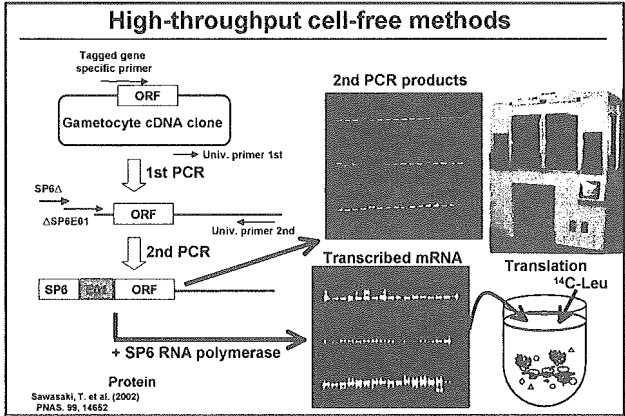 High-throughput cell-free methods
Tagged gene
specific primer
ORF
Gametocyte cDNA clone
Univ. primer 1st
1st PCR
SP6Δ
ΔSP6E01
ORF
Univ. primer 2nd
2nd PCR
SP6 E01 ORF
+ SP6 RNA polymerase
Protein
Sawasaki, T. et al. (2002)
PNAS. 99, 14652
2nd PCR products
Transcribed mRNA
Translation
14C-Leu